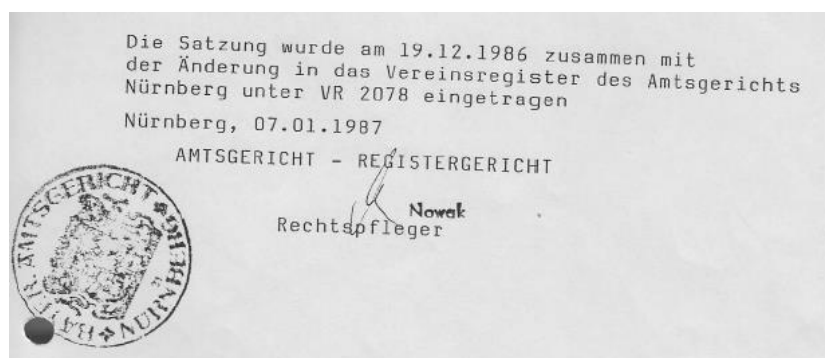 Die Satzung wurde am 19.12.1986 zusammen mit
der Änderung in das Vereinsregister des Amtsgerichts
Nürnberg unter VR 2078 eingetragen
Nürnberg, 07.01.1987
AMTSGERICHT - REGISTERGERICHT
Nowak
Rechtspfleger
BAYER. AMTSGERICHT NÜRNBERG